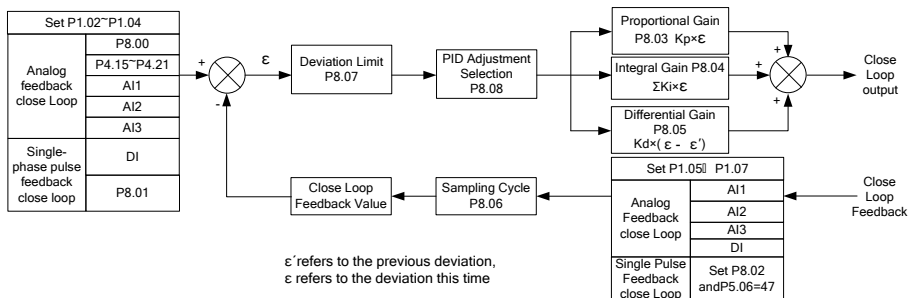 Set P1.02~P1.04
Analog
feedback
close Loop
P8.00
P4.15~P4.21
AI1
AI2
AI3
Single-
phase pulse
feedback
close loop
DI
P8.01
+
-
ε
Deviation Limit
P8.07
PID Adjustment
Selection
P8.08
Proportional Gain
P8.03 Kp×ε
Integral Gain P8.04
ΣKi×ε
Differential Gain
P8.05
Kd×(ε - ε′)
+
+
+
Close
Loop
output
Close Loop
Feedback Value
Sampling Cycle
P8.06
Set P1.05 P1.07
Analog
Feedback
close Loop
AI1
AI2
AI3
DI
Single Pulse
Feedback
close Loop
Set P8.02
andP5.06=47
Close
Loop
Feedback
ε′refers to the previous deviation,
ε refers to the deviation this time